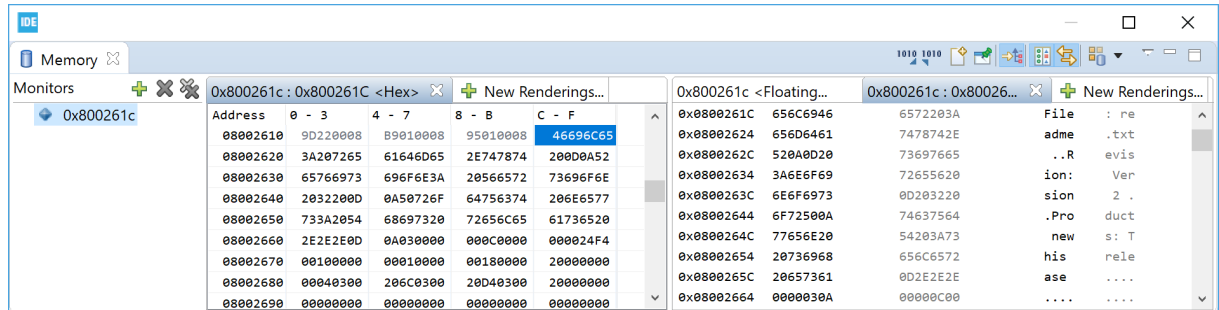 IDE
Memory
1010 1010
Monitors
0x800261c
0x800261c : 0x800261C <Hex> New Renderings...
Address 0 - 3 4 - 7 8 - B C - F
08002610 9D220008 B9010008 95010008 46696C65
08002620 3A207265 61646D65 2E747874 200D0A52
08002630 65766973 696F6E3A 20566572 73696F6E
08002640 2032200D 0A50726F 64756374 206E6577
08002650 733A2054 68697320 72656C65 61736520
08002660 2E2E2E0D 0A030000 000C0000 000024F4
08002670 00100000 00010000 00180000 20000000
08002680 00040300 206C0300 20D40300 20000000
08002690 00000000 00000000 00000000 00000000
0x800261c <Floating... 0x800261c : 0x80026... New Renderings...
0x0800261C 656C6946 6572203A File : re
0x08002624 656D6461 7478742E adme .txt
0x0800262C 520A0D20 73697665 ..R evis
0x08002634 3A6E6F69 72655620 ion: Ver
0x0800263C 6E6F6973 0D203220 sion 2 .
0x08002644 6F72500A 74637564 .Pro duct
0x0800264C 77656E20 54203A73 new s: T
0x08002654 20736968 656C6572 his rele
0x0800265C 20657361 0D2E2E2E ase ....
0x08002664 0000030A 00000C00 .... ....